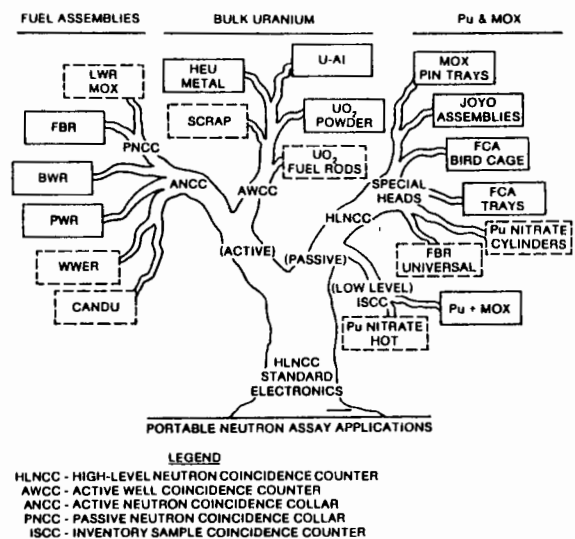 FUEL ASSEMBLIES
BULK URANIUM
Pu & MOX
LWR
MOX
FBR
PNCC
BWR
ANCC
PWR
WWER
CANDU
HEU
METAL
U-Al
SCRAP
UO₂
POWDER
UO₂
FUEL RODS
AWCC
MOX
PIN TRAYS
JOYO
ASSEMBLIES
FCA
BIRD CAGE
SPECIAL
HEADS
FCA
TRAYS
HLNCC
Pu NITRATE
CYLINDERS
FBR
UNIVERSAL
(ACTIVE)
(PASSIVE)
(LOW LEVEL)
ISCC
Pu + MOX
Pu NITRATE
HOT
HLNCC
STANDARD
ELECTRONICS
PORTABLE NEUTRON ASSAY APPLICATIONS
LEGEND
HLNCC - HIGH-LEVEL NEUTRON COINCIDENCE COUNTER
AWCC - ACTIVE WELL COINCIDENCE COUNTER
ANCC - ACTIVE NEUTRON COINCIDENCE COLLAR
PNCC - PASSIVE NEUTRON COINCIDENCE COLLAR
ISCC - INVENTORY SAMPLE COINCIDENCE COUNTER